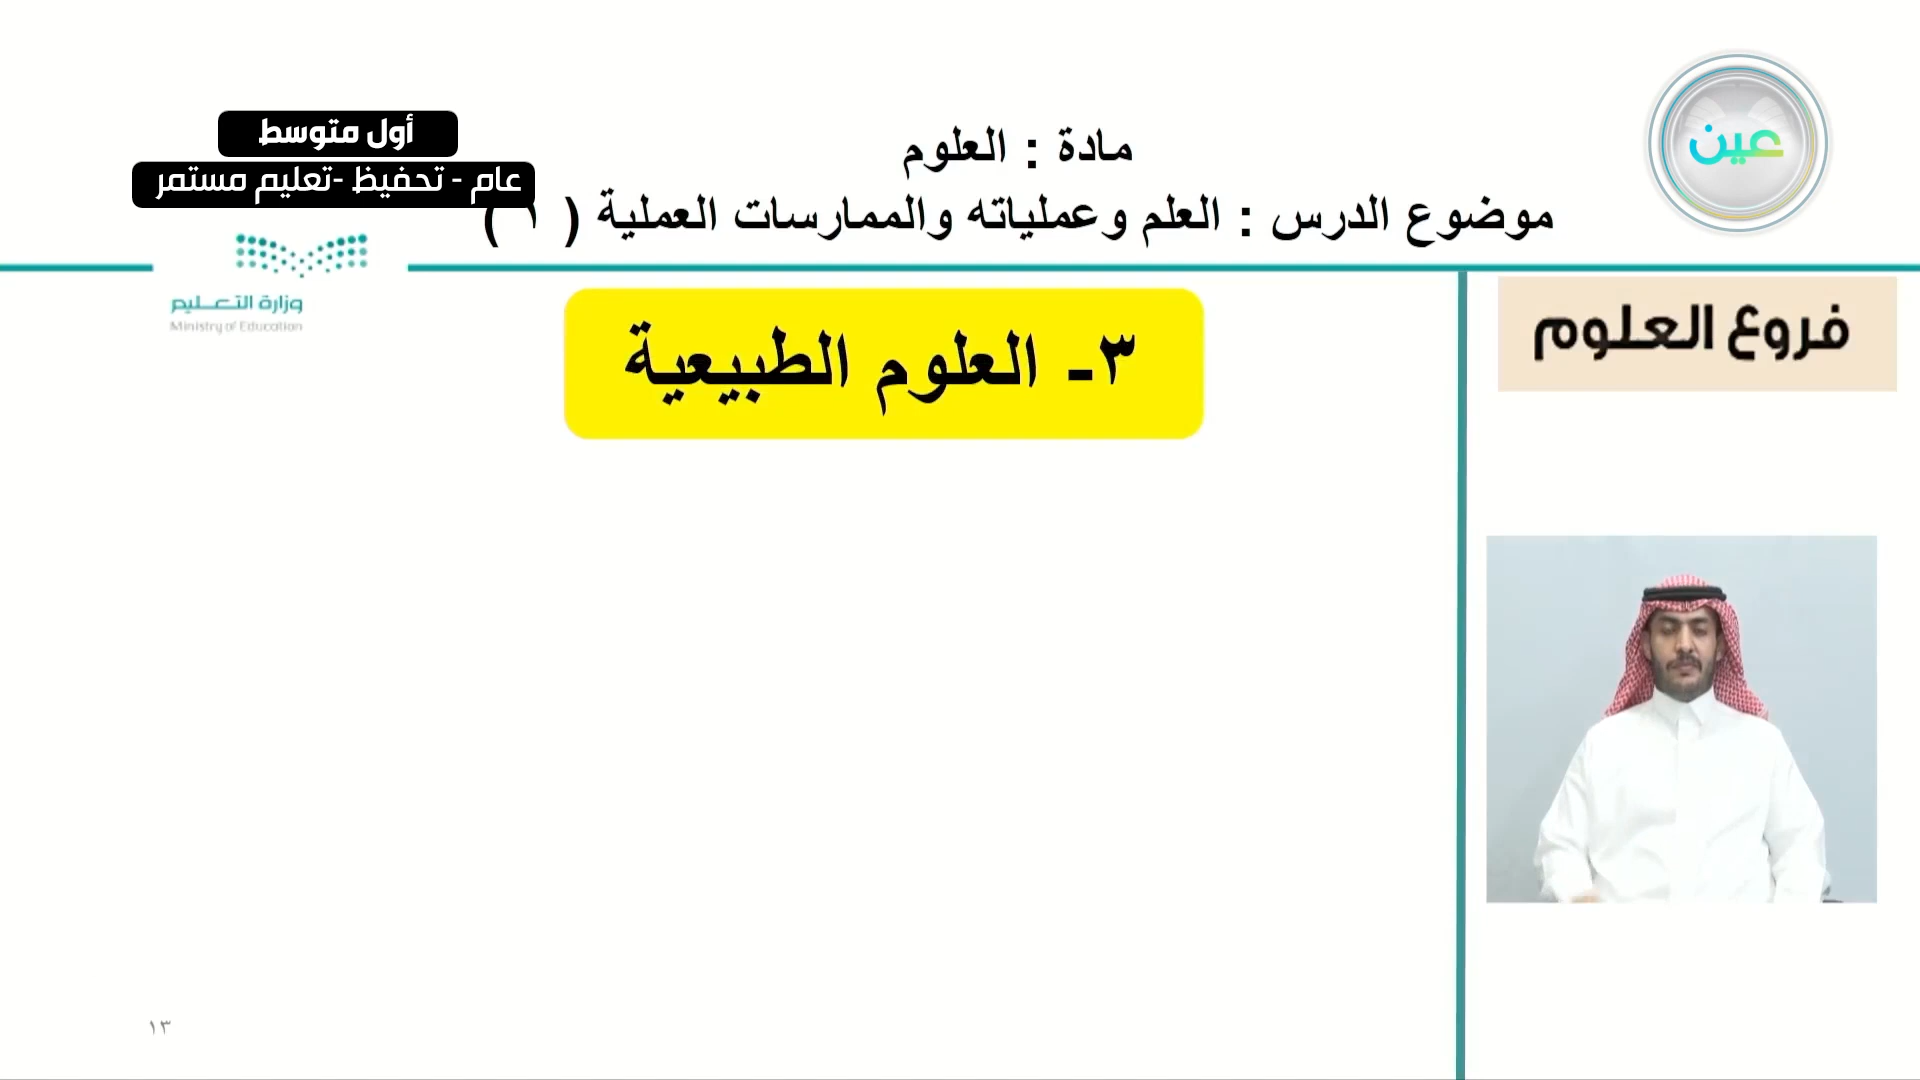 عين
مادة : العلوم
موضوع الدرس : العلم وعملياته والممارسات العملية ( ١ )
أول متوسط
عام - تحفيظ -تعليم مستمر
وزارة التعليم
Ministry of Education
فروع العلوم
٣- العلوم الطبيعية
١٣